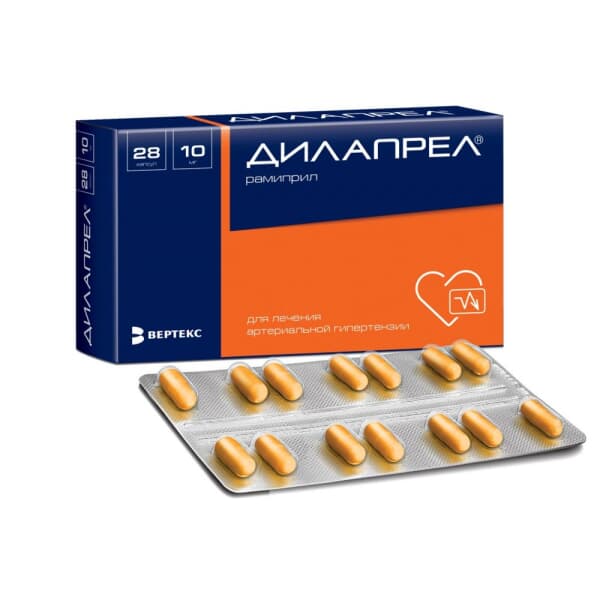 28
капсул
10
мг
ДИЛАПРЕЛ®
рамиприл
для лечения
артериальной гипертензии
ВЕРТЕКС
ДИЛАПРЕЛ®
28
10